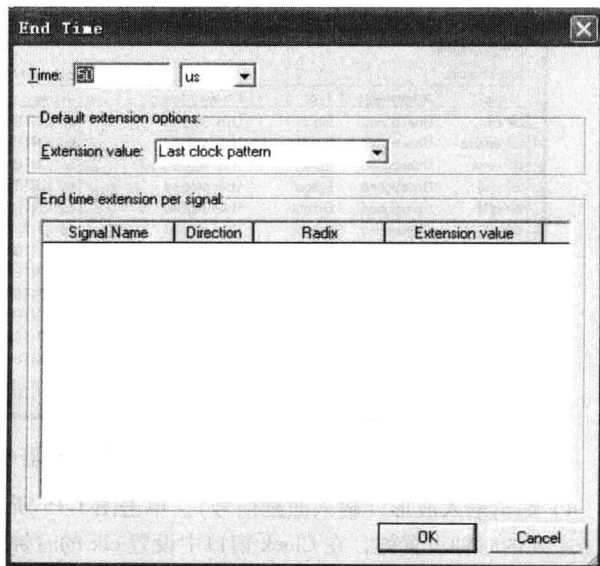 End Time
Time: 50 us
Default extension options:
Extension value: Last clock pattern
End time extension per signal:
Signal Name Direction Radix Extension value
OK Cancel